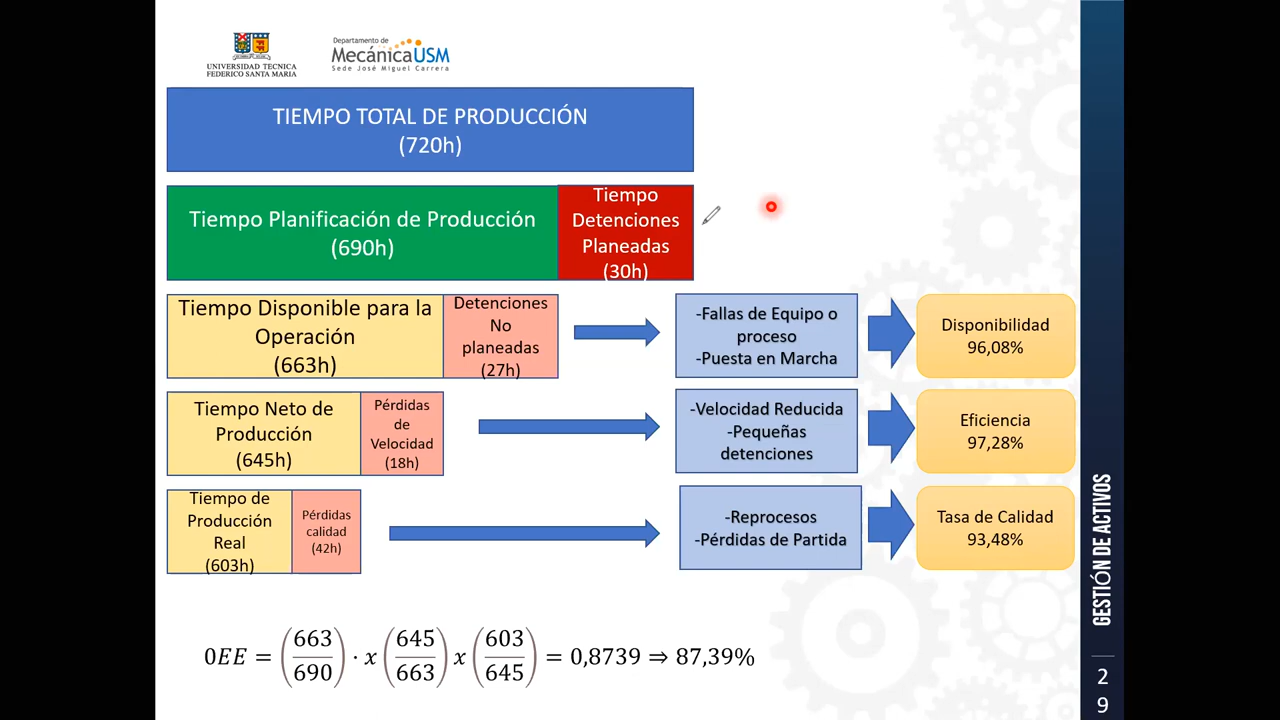 UNIVERSIDAD TECNICA
FEDERICO SANTA MARIA
Departamento de
MecánicaUSM
Sede José Miguel Carrera
TIEMPO TOTAL DE PRODUCCIÓN
(720h)
Tiempo Planificación de Producción
(690h)
Tiempo
Detenciones
Planeadas
(30h)
Tiempo Disponible para la
Operación
(663h)
Detenciones
No
planeadas
(27h)
-Fallas de Equipo o
proceso
-Puesta en Marcha
Disponibilidad
96,08%
Tiempo Neto de
Producción
(645h)
Pérdidas
de
Velocidad
(18h)
-Velocidad Reducida
-Pequeñas
detenciones
Eficiencia
97,28%
Tiempo de
Producción
Real
(603h)
Pérdidas
calidad
(42h)
-Reprocesos
-Pérdidas de Partida
Tasa de Calidad
93,48%
0EE = (663/690) · x (645/663) x (603/645) = 0,8739 ⇒ 87,39%
GESTIÓN DE ACTIVOS
2
9